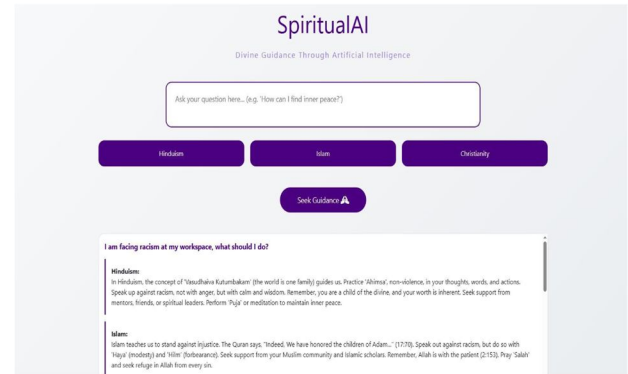 SpiritualAI
Divine Guidance Through Artificial Intelligence
Ask your question here... (e.g. 'How can I find inner peace?')
Hinduism
Islam
Christianity
Seek Guidance
I am facing racism at my workspace, what should I do?
Hinduism:
In Hinduism, the concept of 'Vasudhaiva Kutumbakam' (the world is one family) guides us. Practice 'Ahimsa', non-violence, in your thoughts, words, and actions.
Speak up against racism, not with anger, but with calm and wisdom. Remember, you are a child of the divine, and your worth is inherent. Seek support from
mentors, friends, or spiritual leaders. Perform 'Puja' or meditation to maintain inner peace.
Islam:
Islam teaches us to stand against injustice. The Quran says, "Indeed, We have honored the children of Adam..." (17:70). Speak out against racism, but do so with
'Haya' (modesty) and 'Hilm' (forbearance). Seek support from your Muslim community and Islamic scholars. Remember, Allah is with the patient (2:153). Pray 'Salah'
and seek refuge in Allah from every sin.